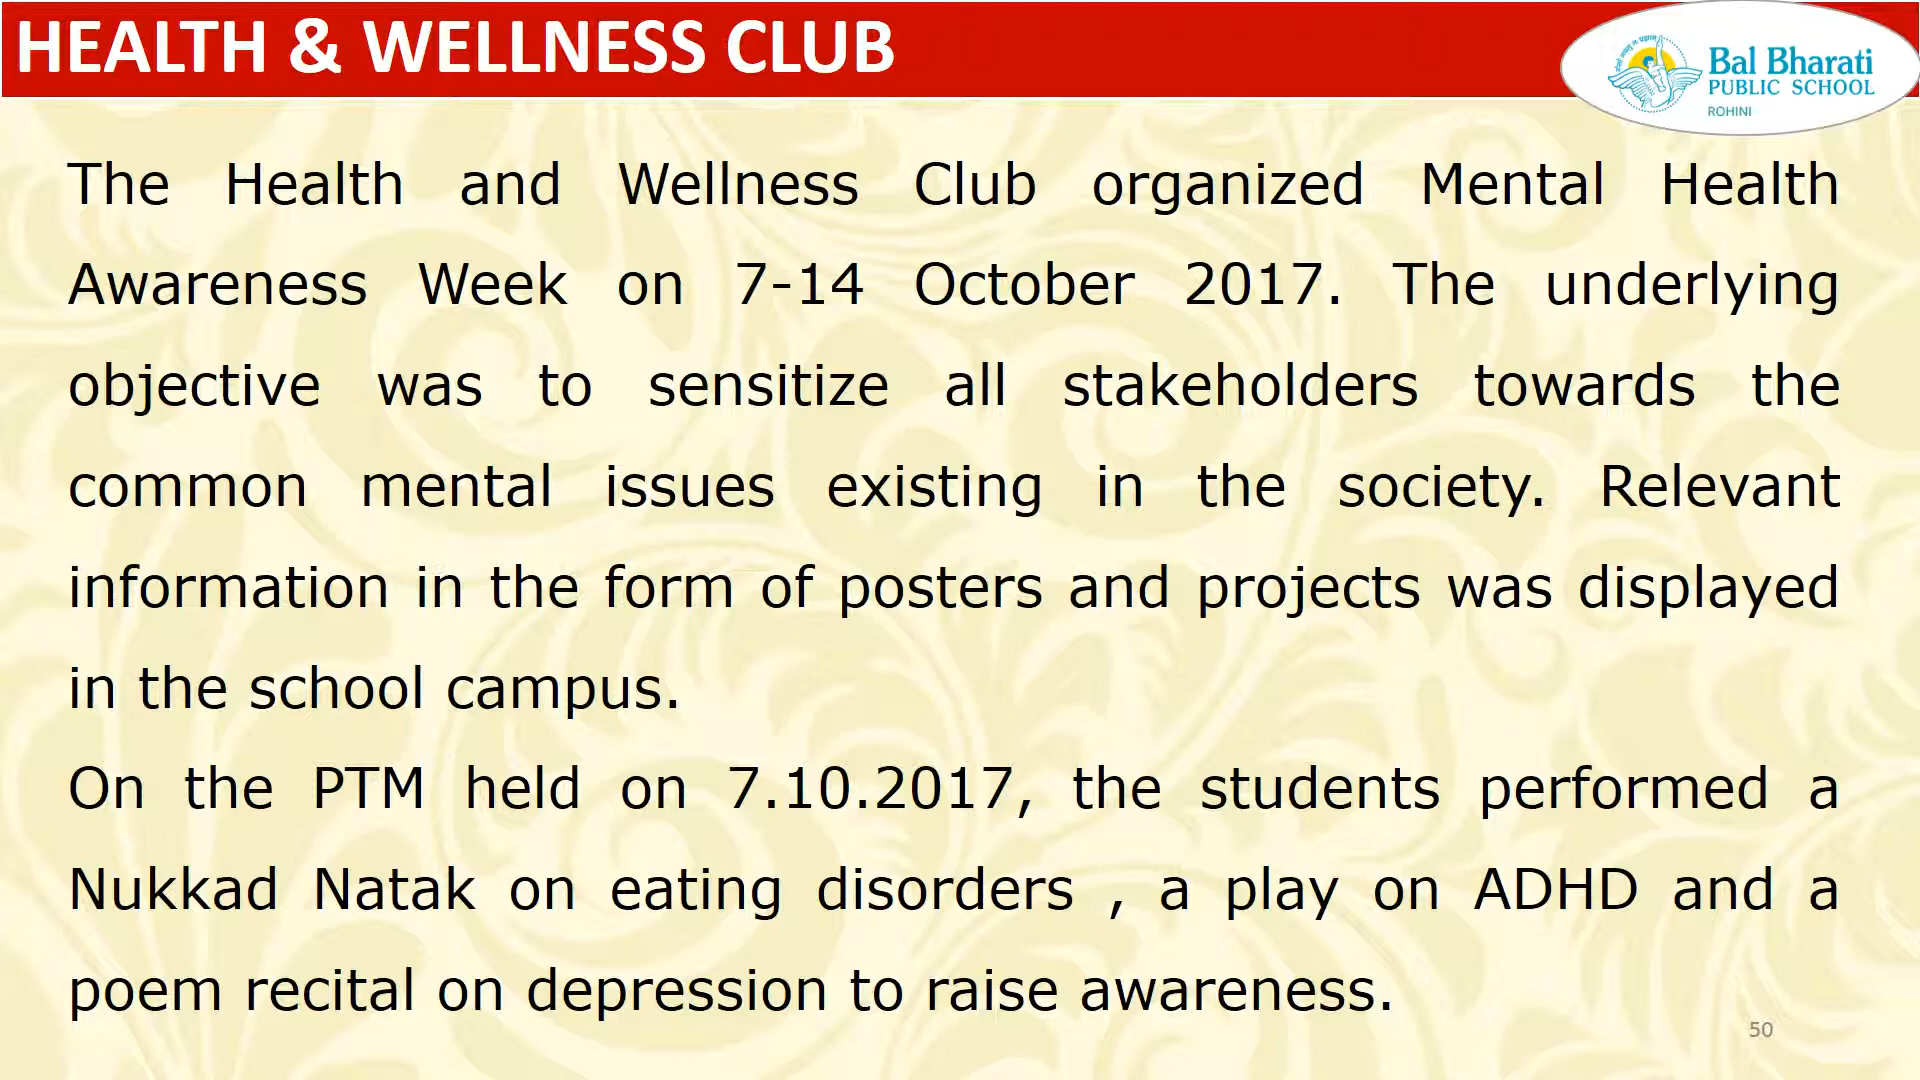 HEALTH & WELLNESS CLUB
Bal Bharati
PUBLIC SCHOOL
ROHINI
The Health and Wellness Club organized Mental Health
Awareness Week on 7-14 October 2017. The underlying
objective was to sensitize all stakeholders towards the
common mental issues existing in the society. Relevant
information in the form of posters and projects was displayed
in the school campus.
On the PTM held on 7.10.2017, the students performed a
Nukkad Natak on eating disorders , a play on ADHD and a
poem recital on depression to raise awareness.
50